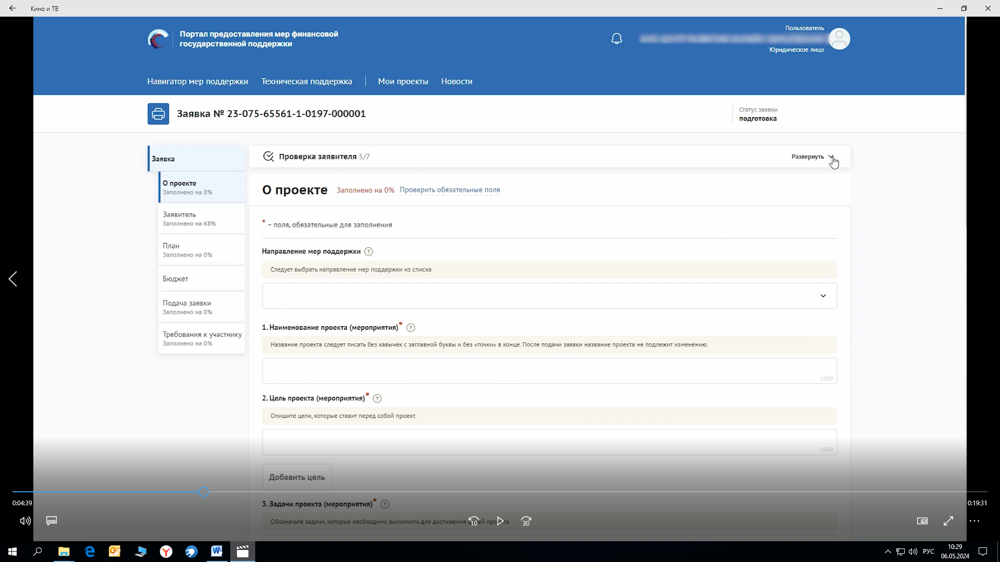 Кино и ТВ
Портал предоставления мер финансовой
государственной поддержки
Пользователь
Юридическое лицо
Навигатор мер поддержки
Техническая поддержка
Мои проекты
Новости
Заявка № 23-075-65561-1-0197-000001
Статус заявки
подготовка
Заявка
О проекте
Заполнено на 0%
Заявитель
Заполнено на 68%
План
Заполнено на 0%
Бюджет
Подача заявки
Заполнено на 0%
Требования к участнику
Заполнено на 0%
Проверка заявителя 5/7
Развернуть
О проекте Заполнено на 0% Проверить обязательные поля
* – поля, обязательные для заполнения
Направление мер поддержки ?
Следует выбрать направление мер поддержки из списка
1. Наименование проекта (мероприятия)* ?
Название проекта следует писать без кавычек с заглавной буквы и без «точки» в конце. После подачи заявки название проекта не подлежит изменению.
1000
2. Цель проекта (мероприятия)* ?
Опишите цели, которые ставит перед собой проект.
1000
Добавить цель
3. Задачи проекта (мероприятия)* ?
Обозначьте задачи, которые необходимо выполнить для достижения целей проекта
0:04:39
0:19:31
10
30
РУС
10:29
06.05.2024